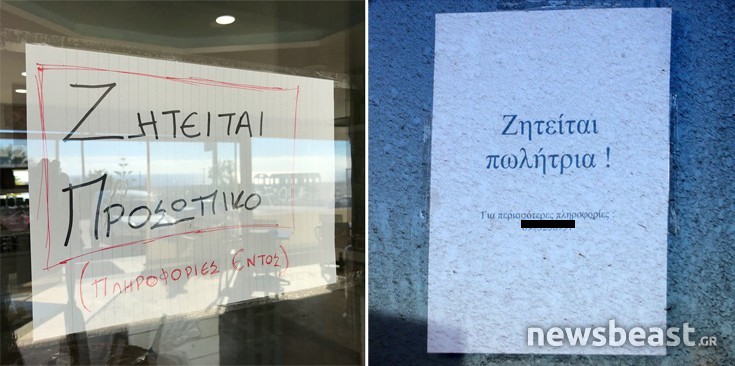 Ζητειται
Προσωπικο
(Πληροφοριες Εντος)
Ζητείται
πωλήτρια !
Για περισσότερες πληροφορίες
newsbeast.GR